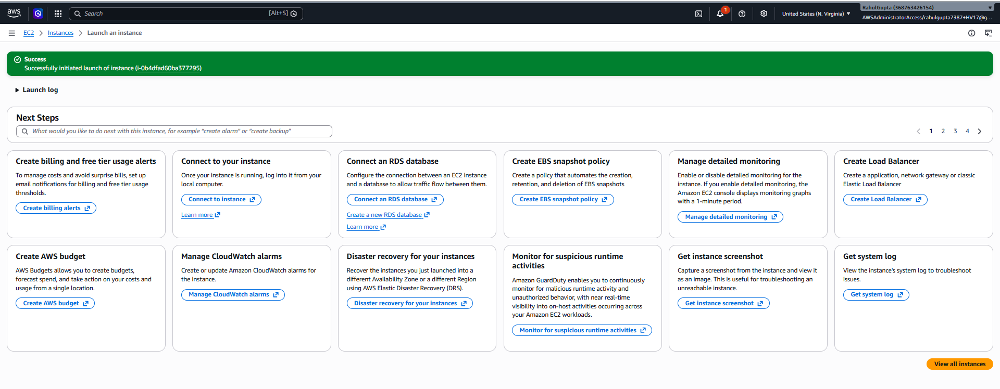 aws
Search
[Alt+S]
1
United States (N. Virginia)
RahulGupta (368763426154)
AWSAdministratorAccess/rahulgupta7387+HV17@g...
EC2
Instances
Launch an instance
Success
Successfully initiated launch of instance (i-0b4dfad60ba377295)
Launch log
Next Steps
What would you like to do next with this instance, for example "create alarm" or "create backup"
1 2 3 4
Create billing and free tier usage alerts
To manage costs and avoid surprise bills, set up
email notifications for billing and free tier usage
thresholds.
Create billing alerts
Connect to your instance
Once your instance is running, log into it from your
local computer.
Connect to instance
Learn more
Connect an RDS database
Configure the connection between an EC2 instance
and a database to allow traffic flow between them.
Connect an RDS database
Create a new RDS database
Learn more
Create EBS snapshot policy
Create a policy that automates the creation,
retention, and deletion of EBS snapshots
Create EBS snapshot policy
Manage detailed monitoring
Enable or disable detailed monitoring for the
instance. If you enable detailed monitoring, the
Amazon EC2 console displays monitoring graphs
with a 1-minute period.
Manage detailed monitoring
Create Load Balancer
Create a application, network gateway or classic
Elastic Load Balancer
Create Load Balancer
Create AWS budget
AWS Budgets allows you to create budgets,
forecast spend, and take action on your costs and
usage from a single location.
Create AWS budget
Manage CloudWatch alarms
Create or update Amazon CloudWatch alarms for
the instance.
Manage CloudWatch alarms
Disaster recovery for your instances
Recover the instances you just launched into a
different Availability Zone or a different Region
using AWS Elastic Disaster Recovery (DRS).
Disaster recovery for your instances
Monitor for suspicious runtime
activities
Amazon GuardDuty enables you to continuously
monitor for malicious runtime activity and
unauthorized behavior, with near real-time
visibility into on-host activities occurring across
your Amazon EC2 workloads.
Monitor for suspicious runtime activities
Get instance screenshot
Capture a screenshot from the instance and view it
as an image. This is useful for troubleshooting an
unreachable instance.
Get instance screenshot
Get system log
View the instance's system log to troubleshoot
issues.
Get system log
View all instances